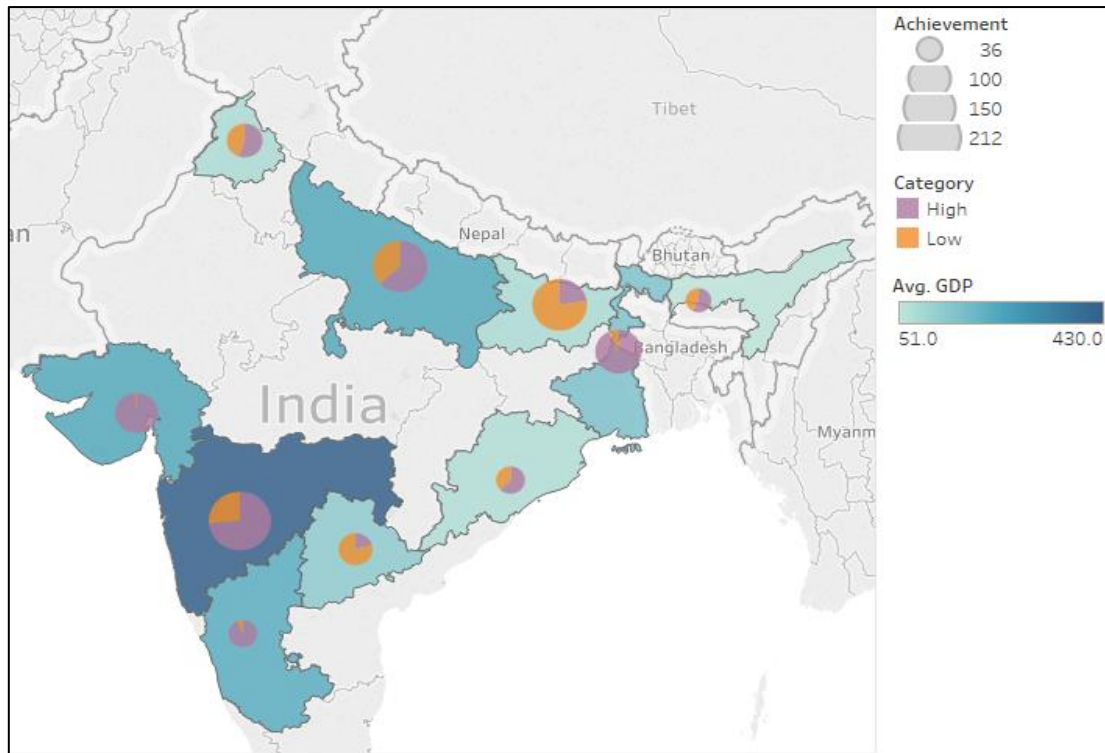 Tibet
Nepal
Bhutan
an
Bangladesh
India
Myanm
Achievement
36
100
150
212
Category
High
Low
Avg. GDP
51.0 430.0